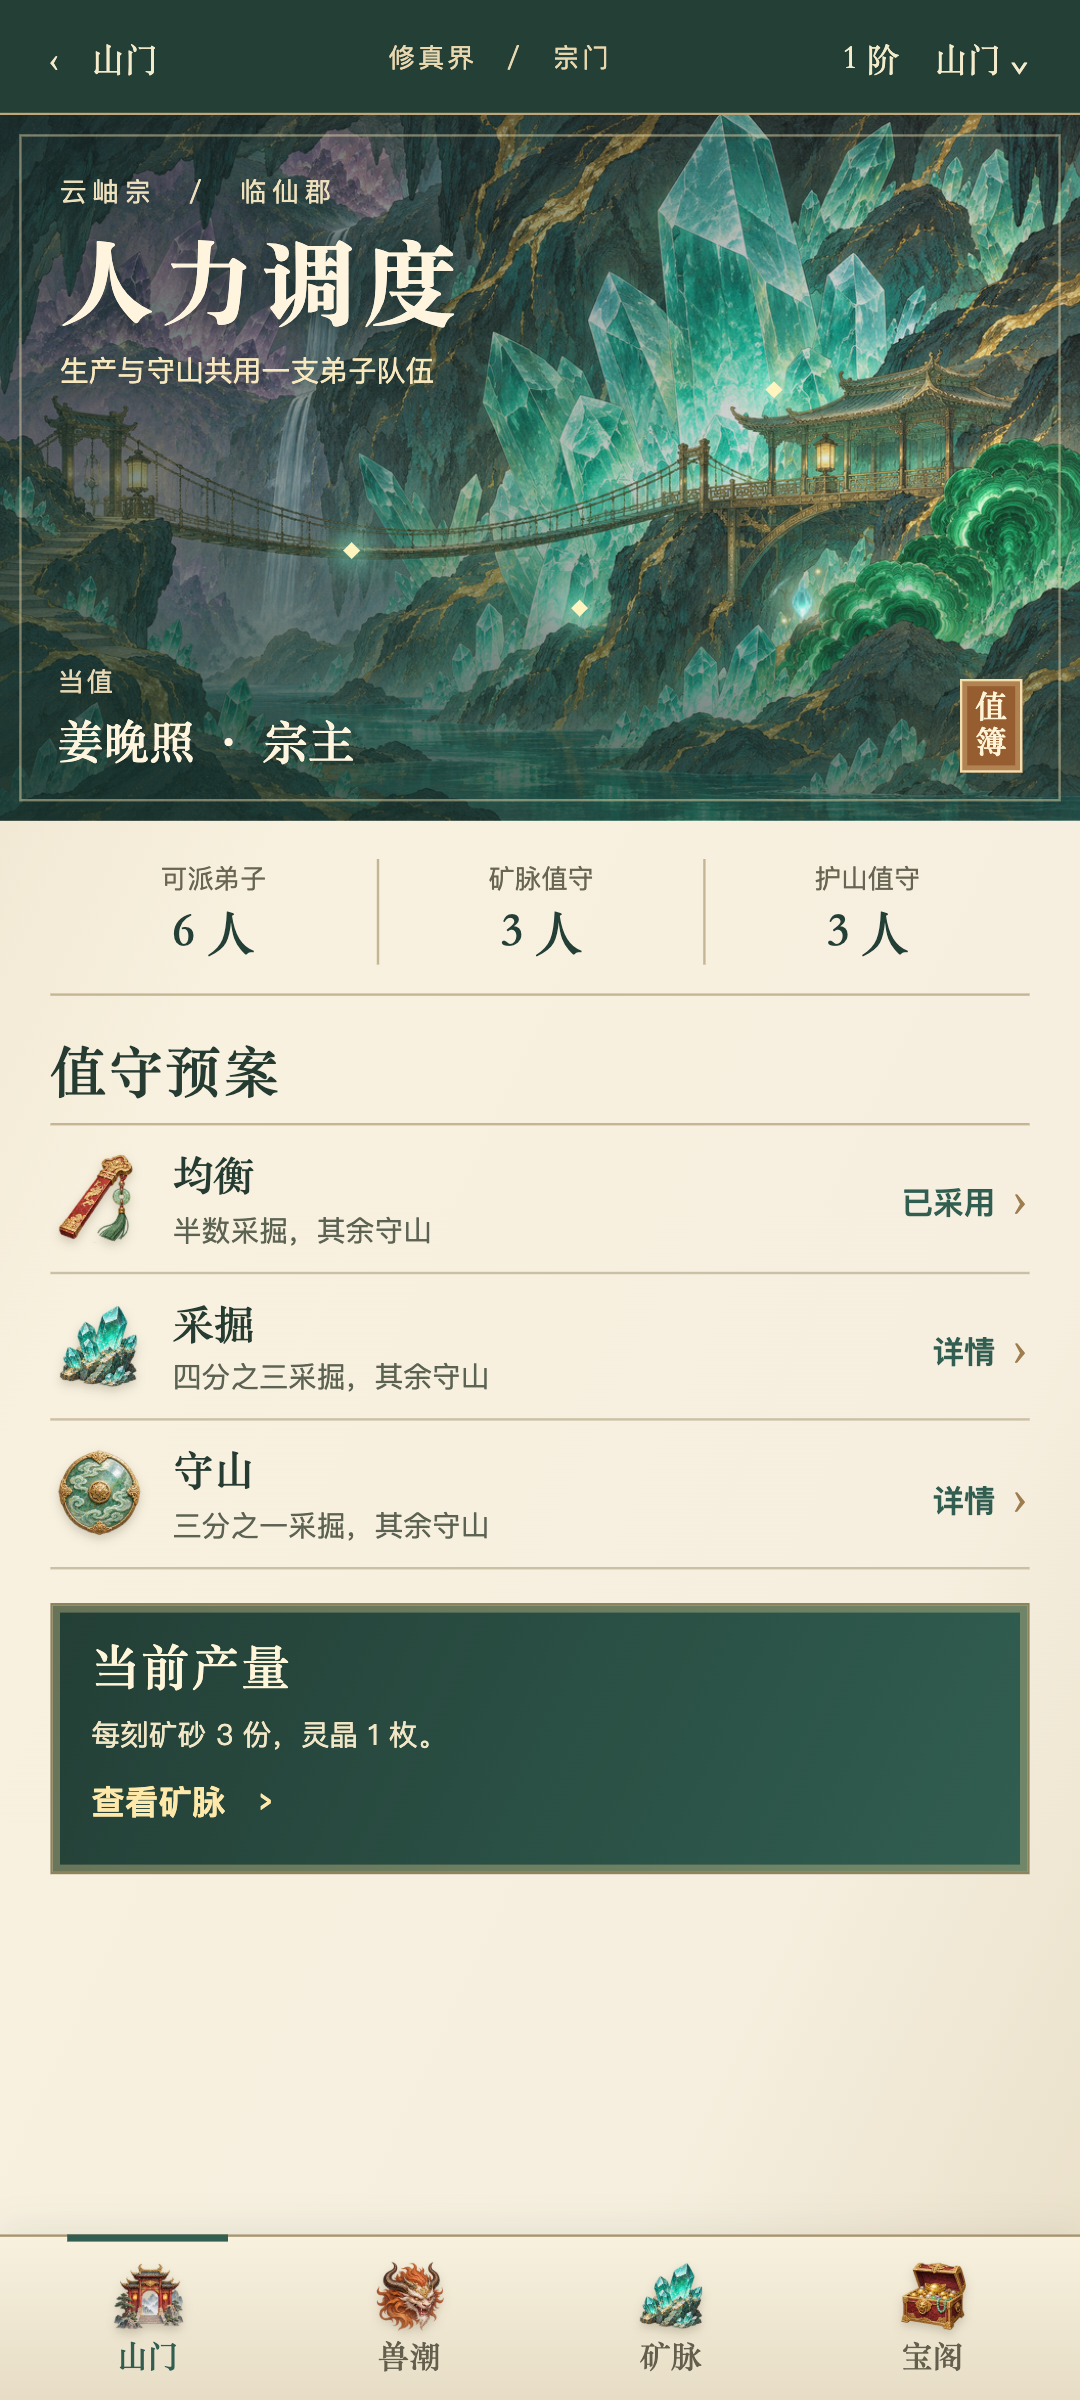 ‹ 山门
修真界 / 宗门
1 阶 山门
云岫宗 / 临仙郡
人力调度
生产与守山共用一支弟子队伍
当值
姜晚照 · 宗主
值簿
可派弟子
6 人
矿脉值守
3 人
护山值守
3 人
值守预案
均衡
半数采掘，其余守山
已采用 ›
采掘
四分之三采掘，其余守山
详情 ›
守山
三分之一采掘，其余守山
详情 ›
当前产量
每刻矿砂 3 份，灵晶 1 枚。
查看矿脉 ›
山门
兽潮
矿脉
宝阁